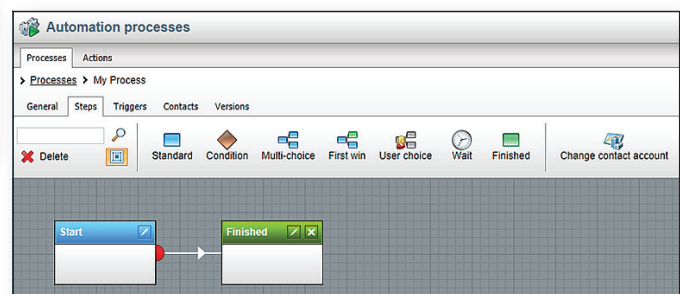 Automation processes
Processes Actions
Processes My Process
General Steps Triggers Contacts Versions
Delete Standard Condition Multi-choice First win User choice Wait Finished Change contact account
Start Finished